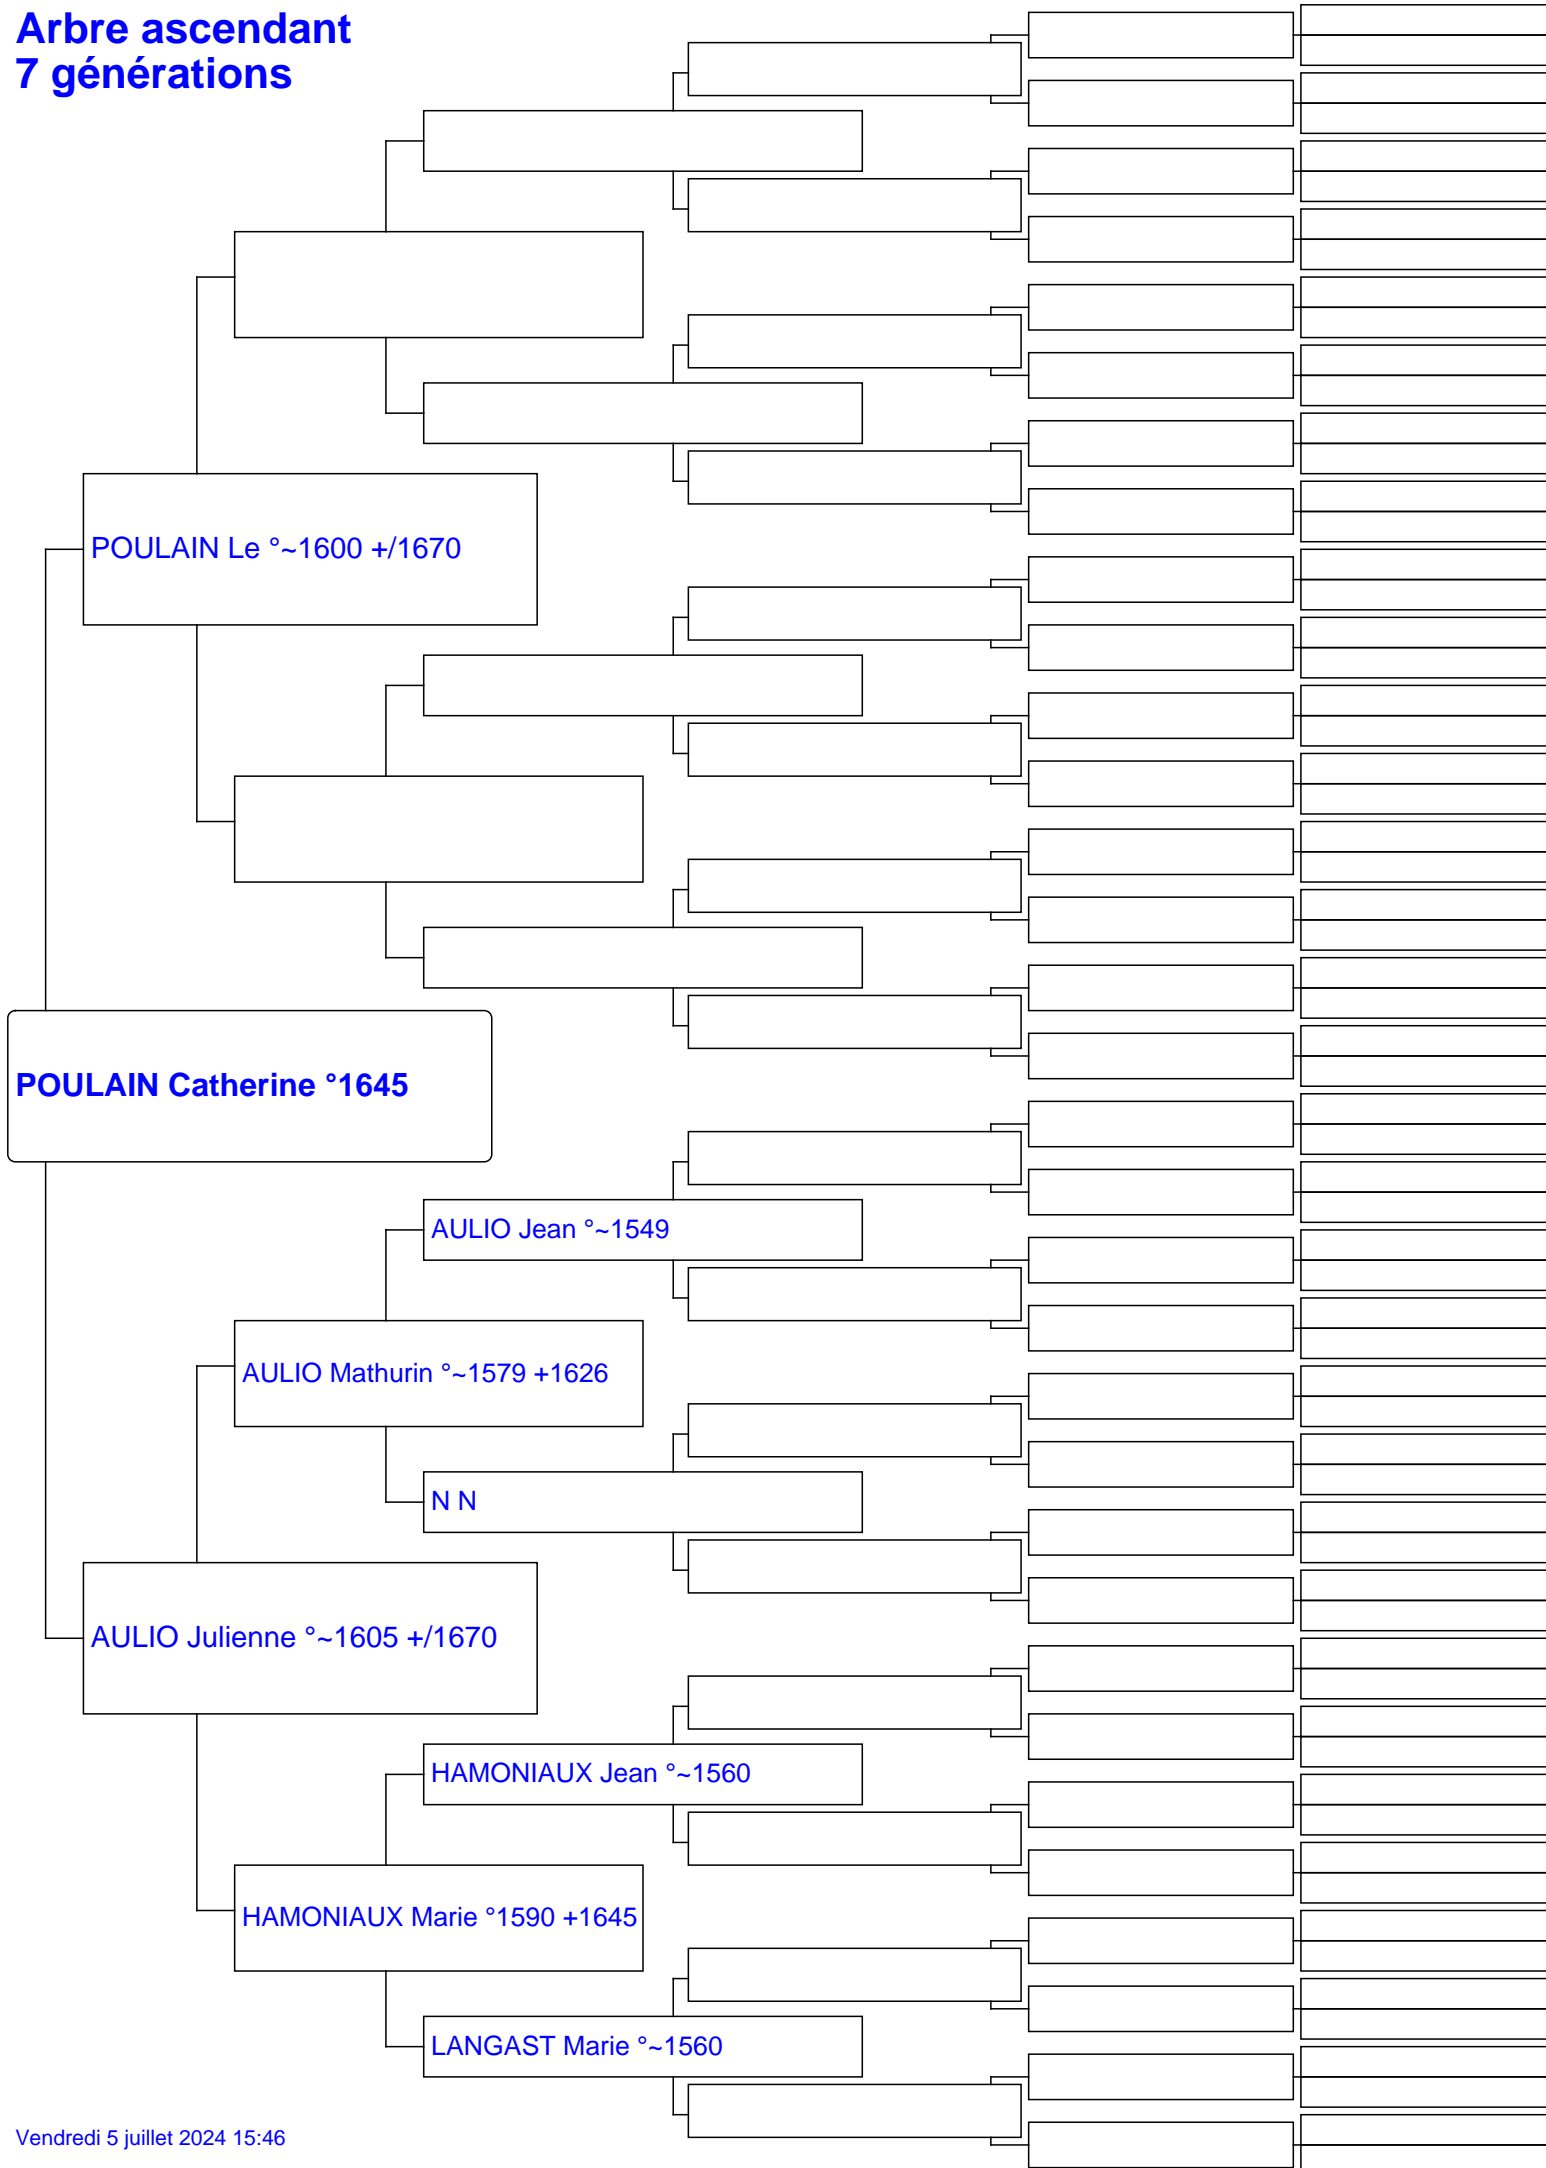 Arbre ascendant
7 générations
POULAIN Le °~1600 +/1670
POULAIN Catherine °1645
AULIO Jean °~1549
AULIO Mathurin °~1579 +1626
N N
AULIO Julienne °~1605 +/1670
HAMONIAUX Jean °~1560
HAMONIAUX Marie °1590 +1645
LANGAST Marie °~1560
Vendredi 5 juillet 2024 15:46